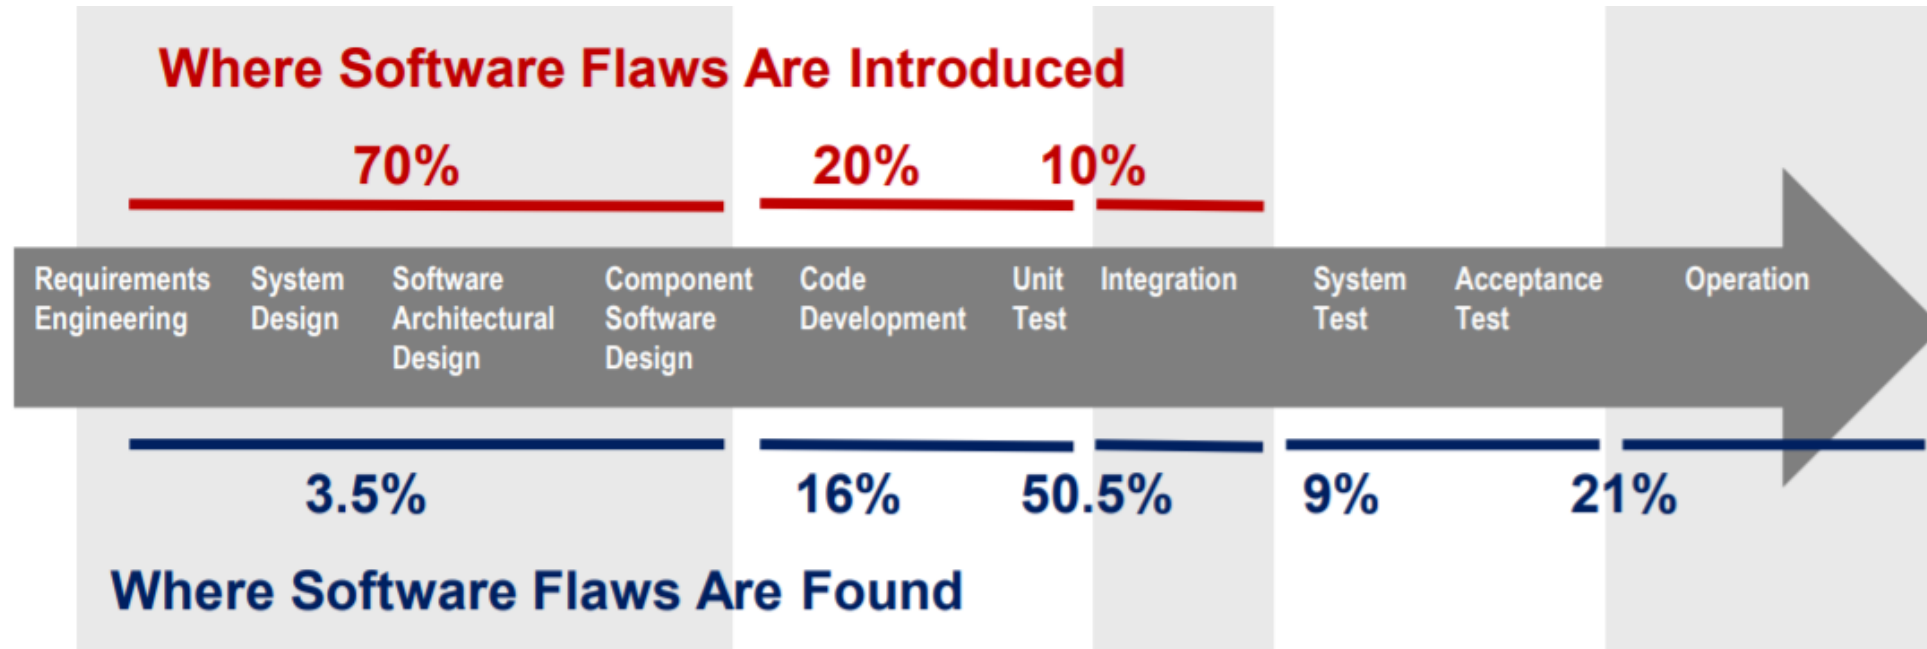 Where Software Flaws Are Introduced
70% 20% 10%
Requirements System Software Component Code Unit Integration System Acceptance Operation
Engineering Design Architectural Software Development Test Test Test
Design Design
3.5% 16% 50.5% 9% 21%
Where Software Flaws Are Found